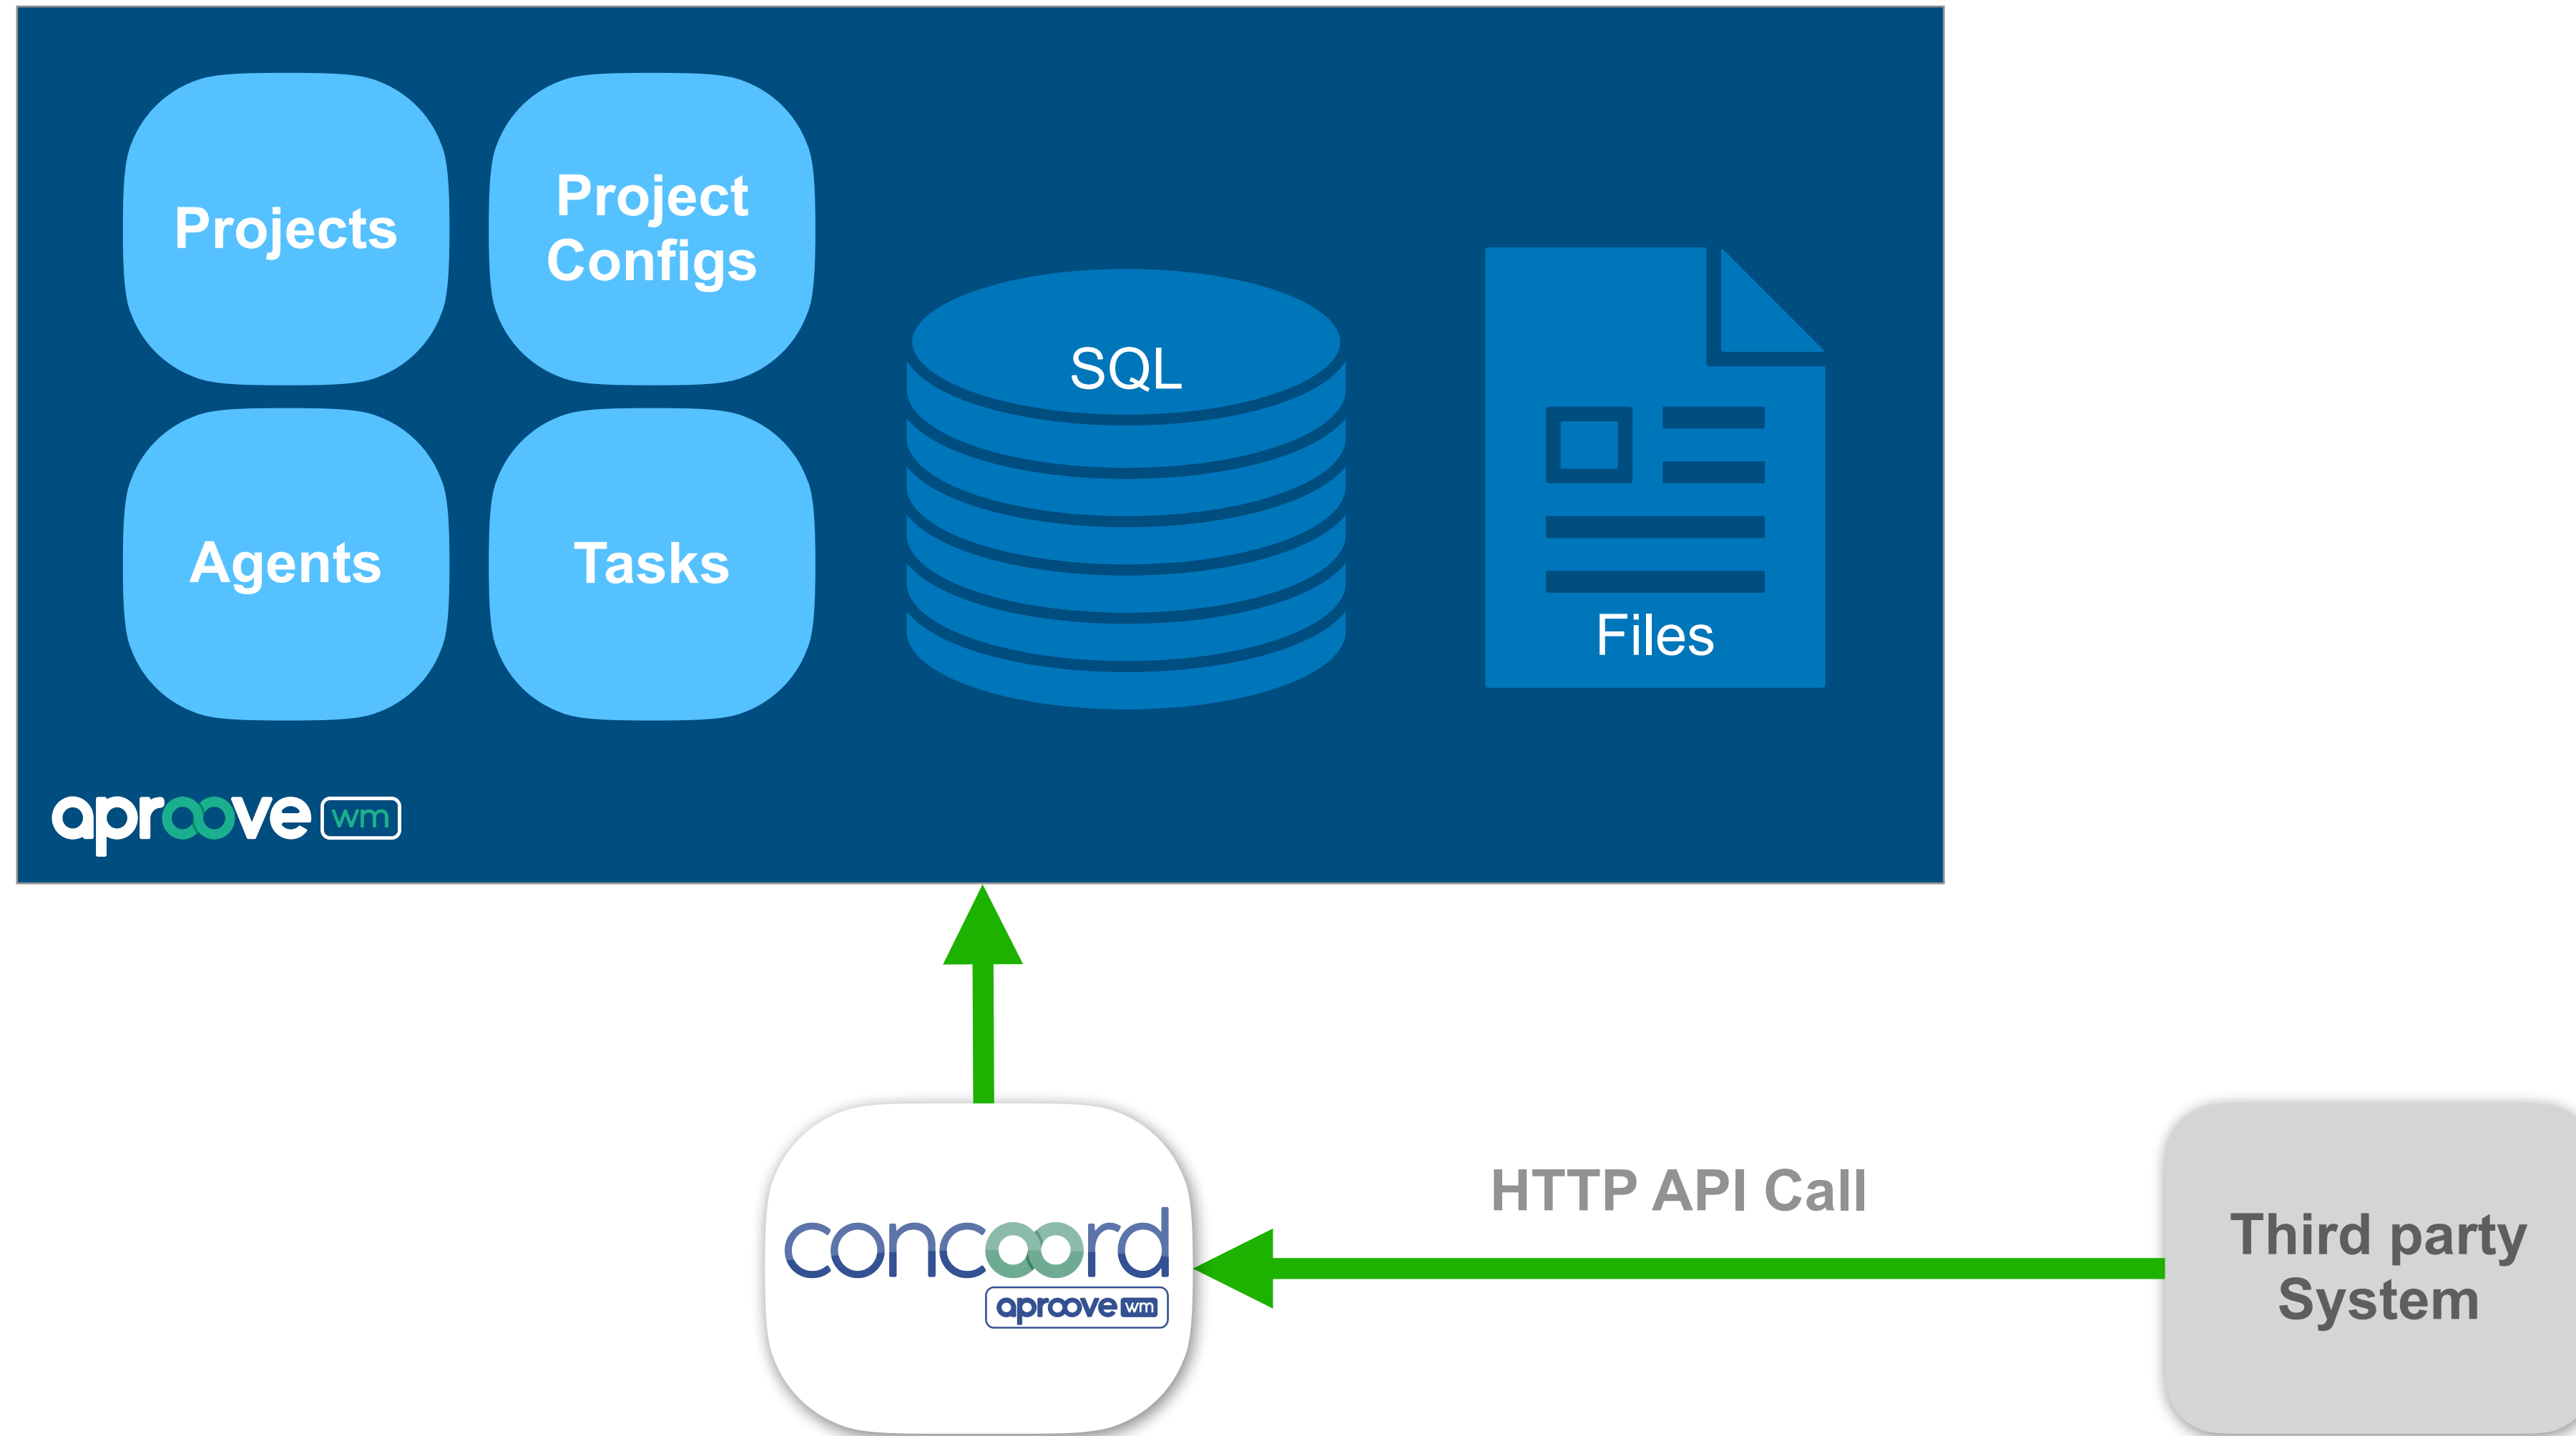 Projects
Project
Configs
SQL
Agents
Tasks
Files
aproove wm
HTTP API Call
concoord
aproove wm
Third party
System